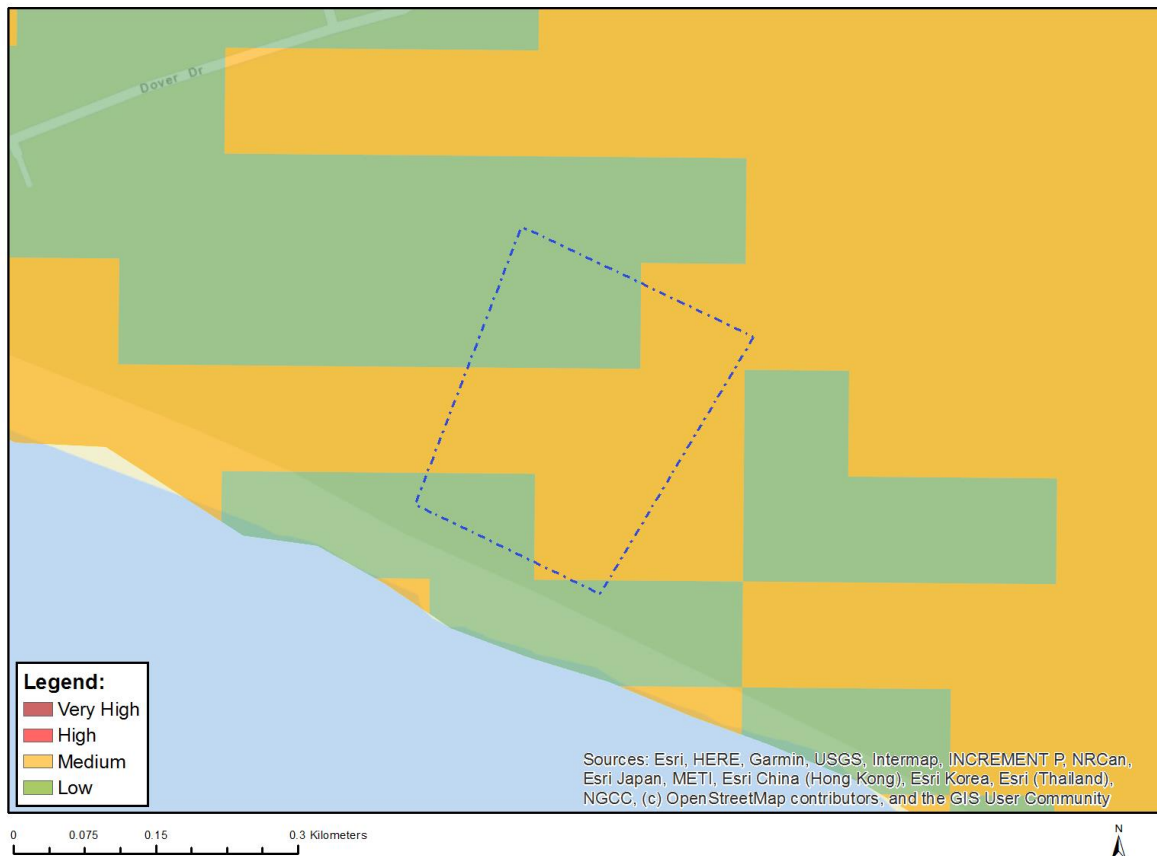 Dover Dr
Legend:
Very High
High
Medium
Low
Sources: Esri, HERE, Garmin, USGS, Intermap, INCREMENT P, NRCan,
Esri Japan, METI, Esri China (Hong Kong), Esri Korea, Esri (Thailand),
NGCC, (c) OpenStreetMap contributors, and the GIS User Community
0 0.075 0.15 0.3 Kilometers
N